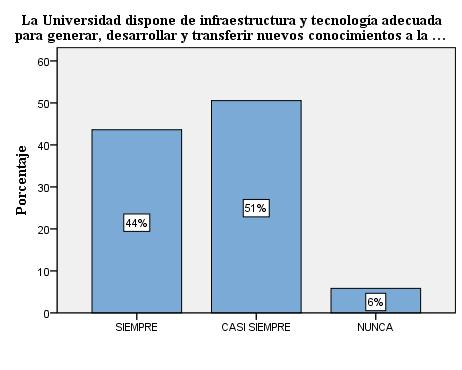 La Universidad dispone de infraestructura y tecnología adecuada
para generar, desarrollar y transferir nuevos conocimientos a la ...
Porcentaje
60
50
40
30
20
10
0
44%
51%
6%
SIEMPRE
CASI SIEMPRE
NUNCA